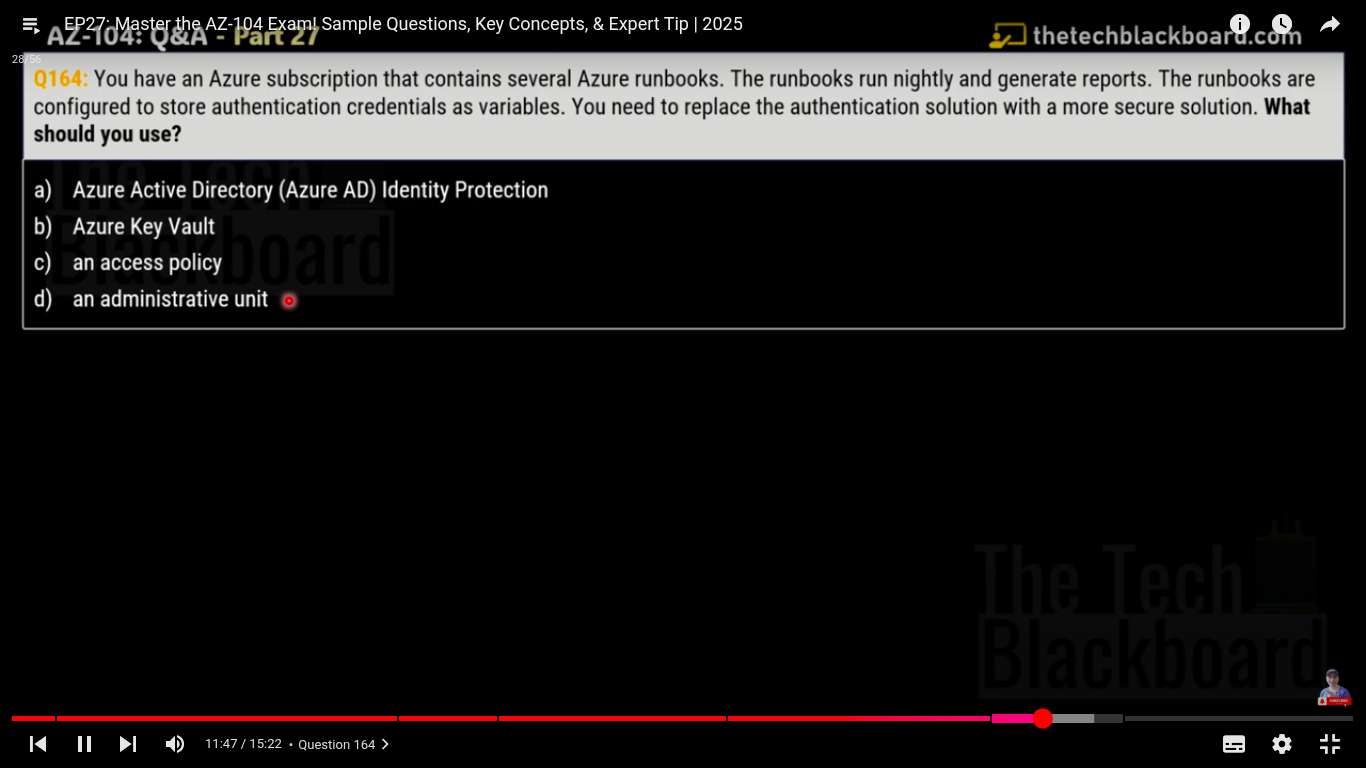 EP27: Master the AZ-104 Exam! Sample Questions, Key Concepts, & Expert Tip | 2025
AZ-104: Q&A - Part 27
thetechblackboard.com
28/56
Q164: You have an Azure subscription that contains several Azure runbooks. The runbooks run nightly and generate reports. The runbooks are
configured to store authentication credentials as variables. You need to replace the authentication solution with a more secure solution. What
should you use?
a) Azure Active Directory (Azure AD) Identity Protection
b) Azure Key Vault
c) an access policy
d) an administrative unit
The Tech
Blackboard
The Tech
Blackboard
11:47 / 15:22 • Question 164